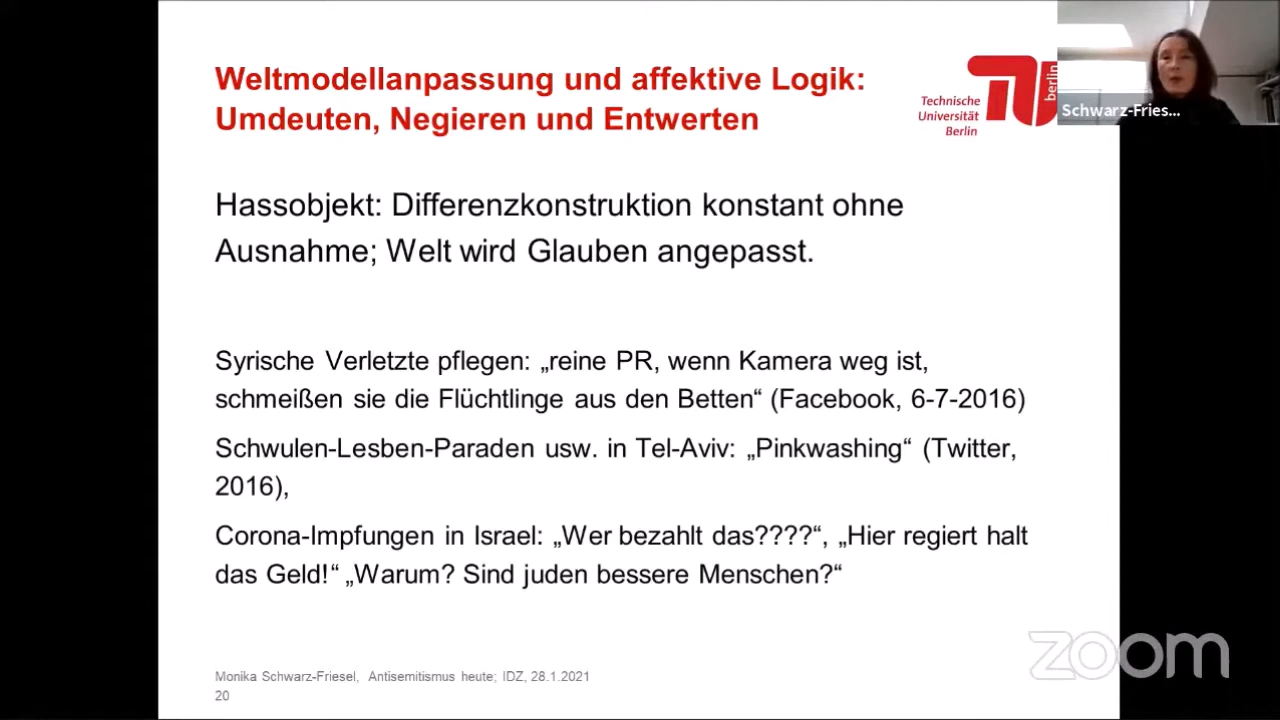 Weltmodellanpassung und affektive Logik:
Umdeuten, Negieren und Entwerten
Technische
Universität
Berlin
berlin
Schwarz-Fries...
Hassobjekt: Differenzkonstruktion konstant ohne
Ausnahme; Welt wird Glauben angepasst.
Syrische Verletzte pflegen: „reine PR, wenn Kamera weg ist,
schmeißen sie die Flüchtlinge aus den Betten“ (Facebook, 6-7-2016)
Schwulen-Lesben-Paraden usw. in Tel-Aviv: „Pinkwashing“ (Twitter,
2016),
Corona-Impfungen in Israel: „Wer bezahlt das????“, „Hier regiert halt
das Geld!“ „Warum? Sind juden bessere Menschen?“
Monika Schwarz-Friesel, Antisemitismus heute; IDZ, 28.1.2021
20
zoom